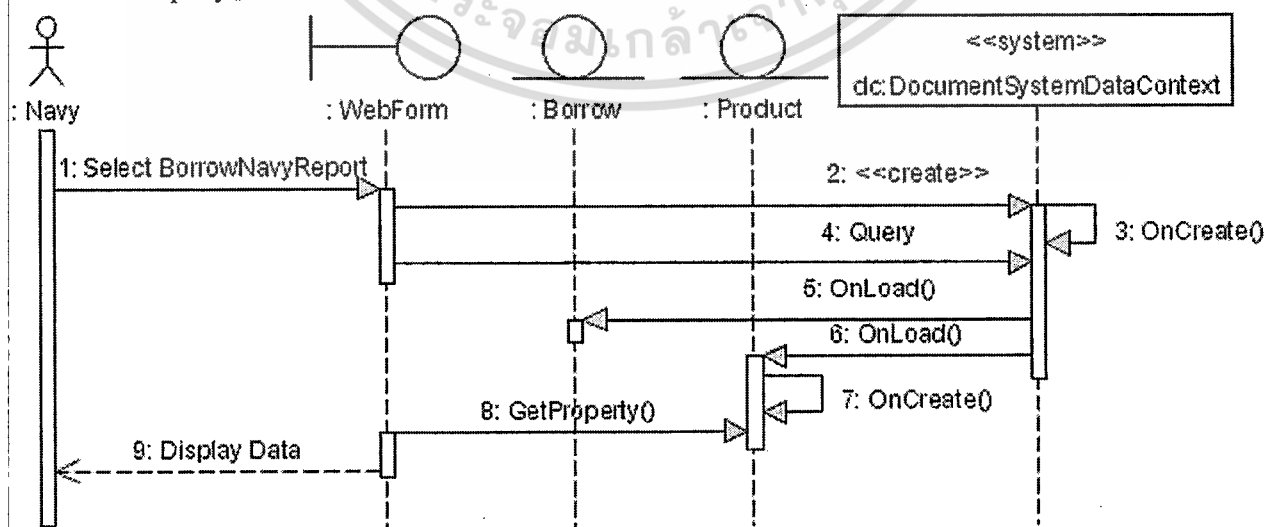 <<system>>
dc:DocumentSystemDataContext
: Navy
: WebForm
: Borrow
: Product
1: Select BorrowNavyReport
2: <<create>>
3: OnCreate()
4: Query
5: OnLoad()
6: OnLoad()
7: OnCreate()
8: GetProperty()
9: Display Data